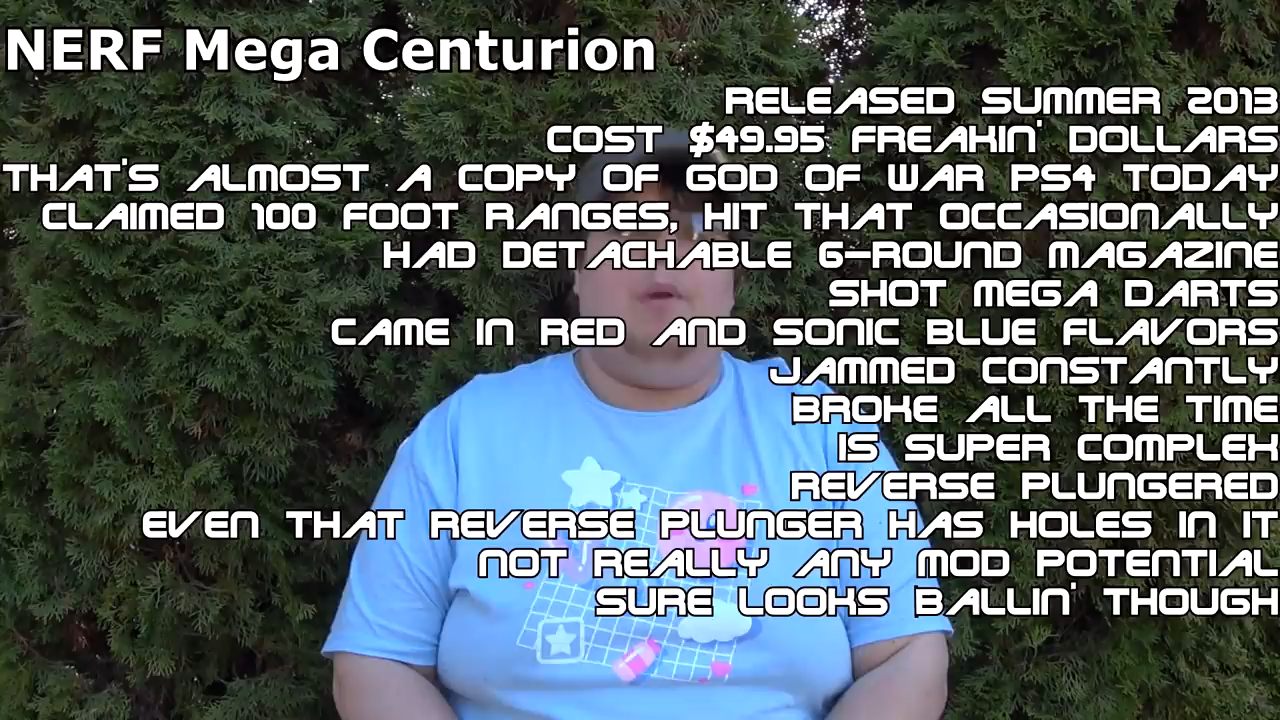 NERF Mega Centurion
RELEASED SUMMER 2013
COST $49.95 FREAKIN' DOLLARS
THAT'S ALMOST A COPY OF GOD OF WAR PS4 TODAY
CLAIMED 100 FOOT RANGES, HIT THAT OCCASIONALLY
HAD DETACHABLE 6-ROUND MAGAZINE
SHOT MEGA DARTS
CAME IN RED AND SONIC BLUE FLAVORS
JAMMED CONSTANTLY
BROKE ALL THE TIME
IS SUPER COMPLEX
REVERSE PLUNGERED
EVEN THAT REVERSE PLUNGER HAS HOLES IN IT
NOT REALLY ANY MOD POTENTIAL
SURE LOOKS BALLIN' THOUGH